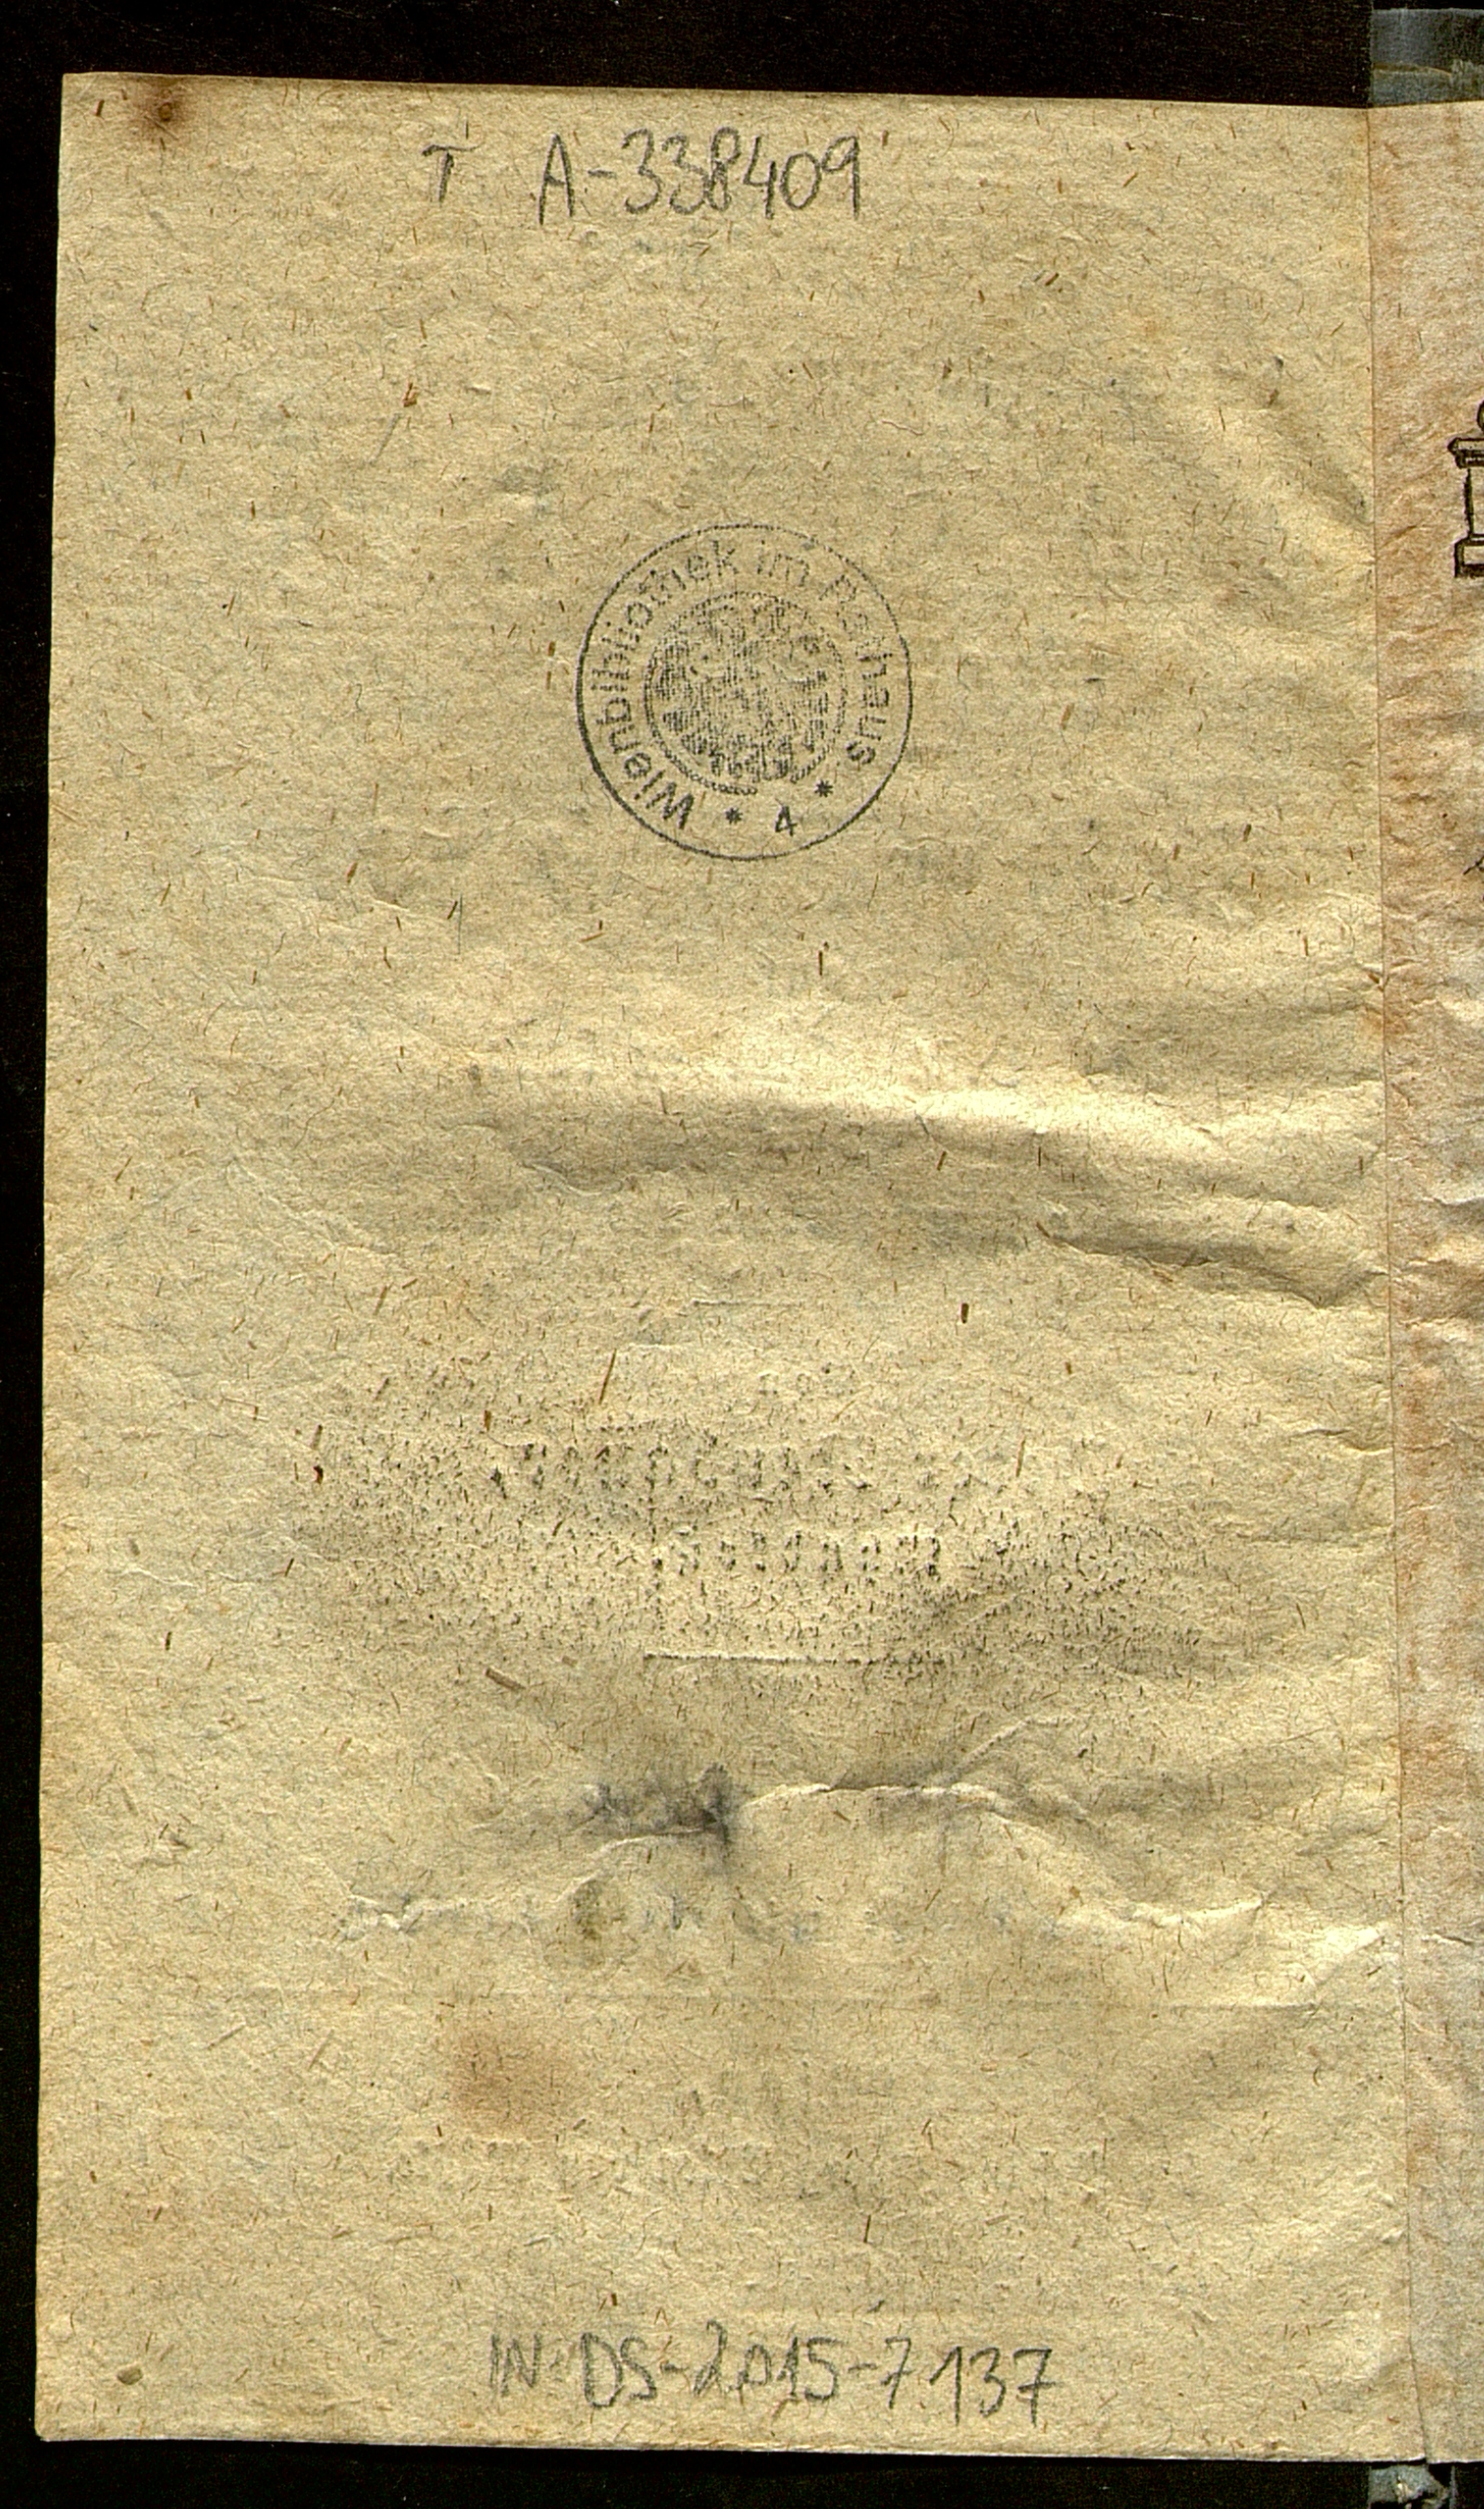 T A-338409
Wienbibliothek im Rathaus
* 4 *
IN-DS-2015-7137